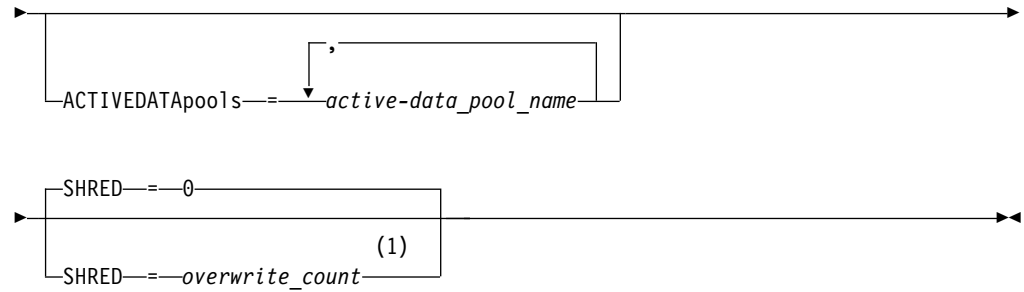 ,
ACTIVEDATApools = active-data_pool_name
SHRED = 0
(1)
SHRED = overwrite_count